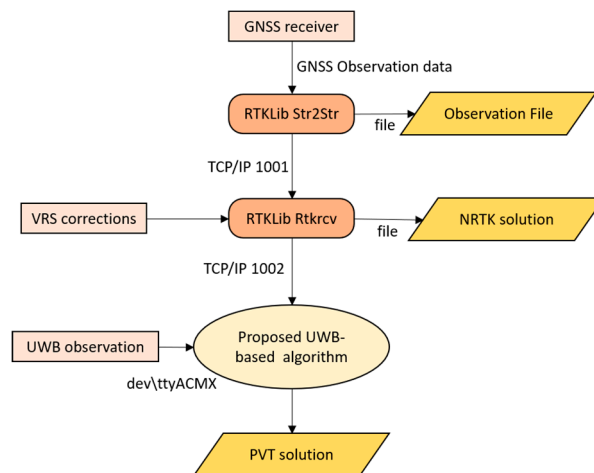 GNSS receiver
GNSS Observation data
RTKLib Str2Str
file
Observation File
TCP/IP 1001
VRS corrections
RTKLib Rtkrcv
file
NRTK solution
TCP/IP 1002
UWB observation
Proposed UWB-
based algorithm
dev\ttyACMX
PVT solution